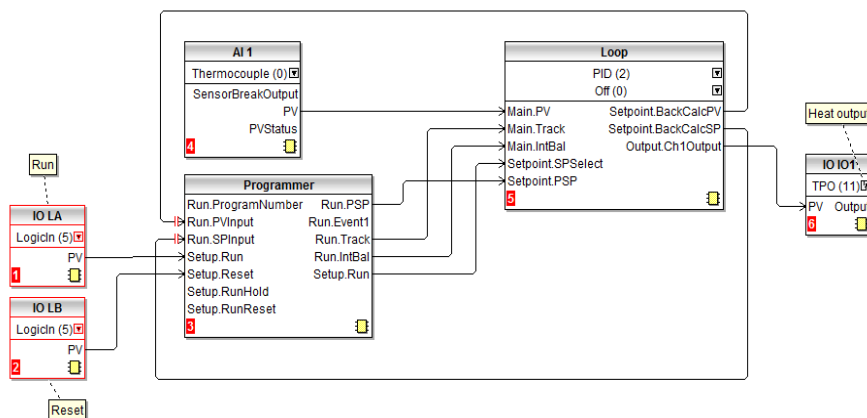 AI 1
Thermocouple (0)
SensorBreakOutput
PV
PVStatus
4
Loop
PID (2)
Off (0)
Main.PV Setpoint.BackCalcPV
Main.Track Setpoint.BackCalcSP
Main.IntBal Output.Ch1Output
Setpoint.SPSelect
Setpoint.PSP
5
Heat output
IO IO1
TPO (11)
PV Output
6
Run
IO LA
LogicIn (5)
PV
1
IO LB
LogicIn (5)
PV
2
Reset
Programmer
Run.ProgramNumber Run.PSP
Run.PVInput Run.Event1
Run.SPInput Run.Track
Setup.Run Run.IntBal
Setup.Reset Setup.Run
Setup.RunHold
Setup.RunReset
3